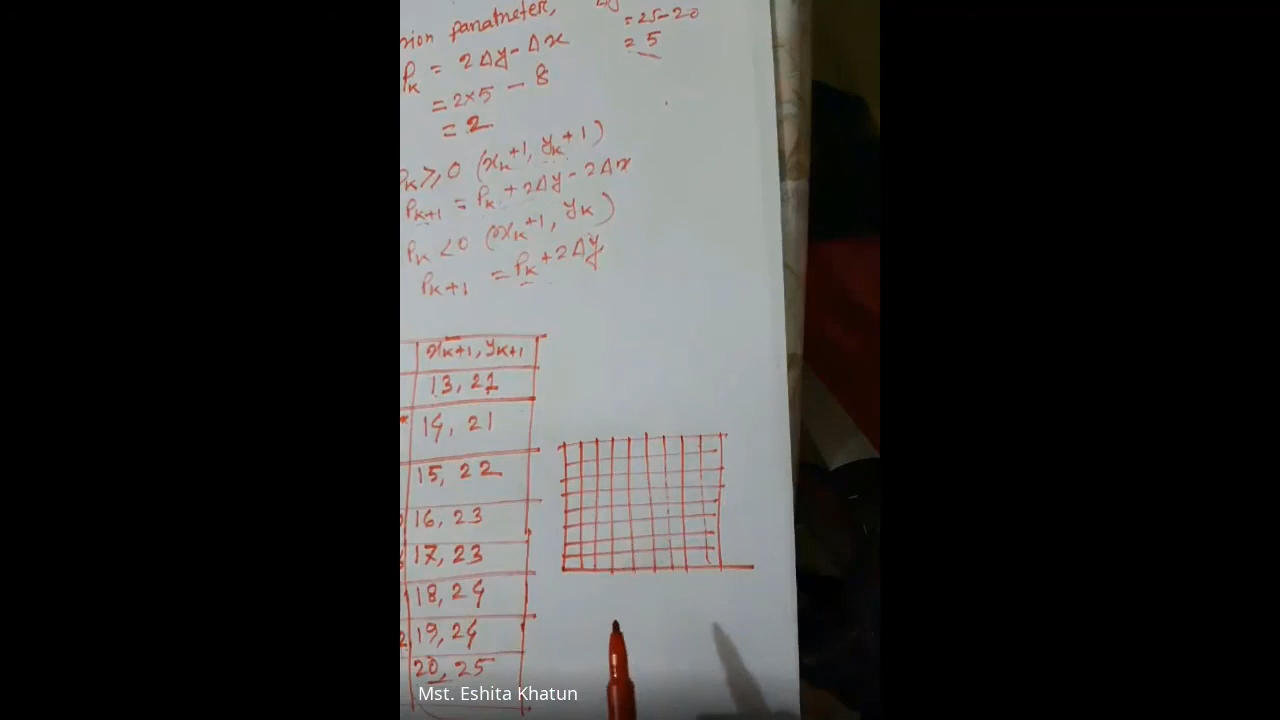 parameter,
= 25-20
= 5
Pk = 2Δy - Δx
= 2×5 - 8
= 2
Pk ≥ 0 (xk+1, yk+1)
Pk+1 = Pk + 2Δy - 2Δx
Pk < 0 (xk+1, yk)
Pk+1 = Pk + 2Δy
xk+1, yk+1
13, 21
14, 21
15, 22
16, 23
17, 23
18, 24
19, 24
20, 25
Mst. Eshita Khatun